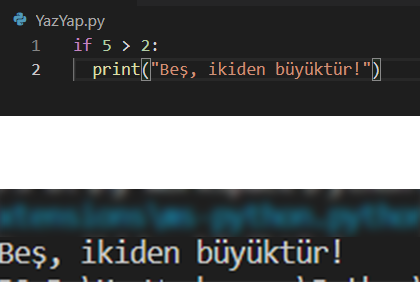 YazYap.py
1 if 5 > 2:
2 print("Beş, ikiden büyüktür!")
Beş, ikiden büyüktür!